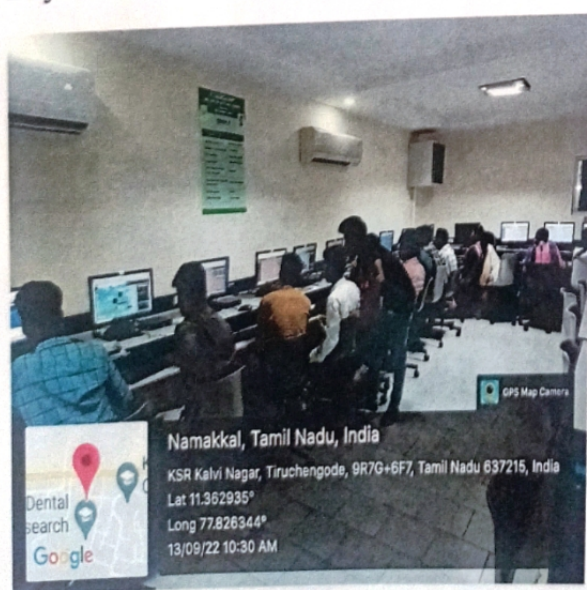 GPS Map Camera
Namakkal, Tamil Nadu, India
KSR Kalvi Nagar, Tiruchengode, 9R7G+6F7, Tamil Nadu 637215, India
Lat 11.362935°
Long 77.826344°
13/09/22 10:30 AM
Dental
search
Google